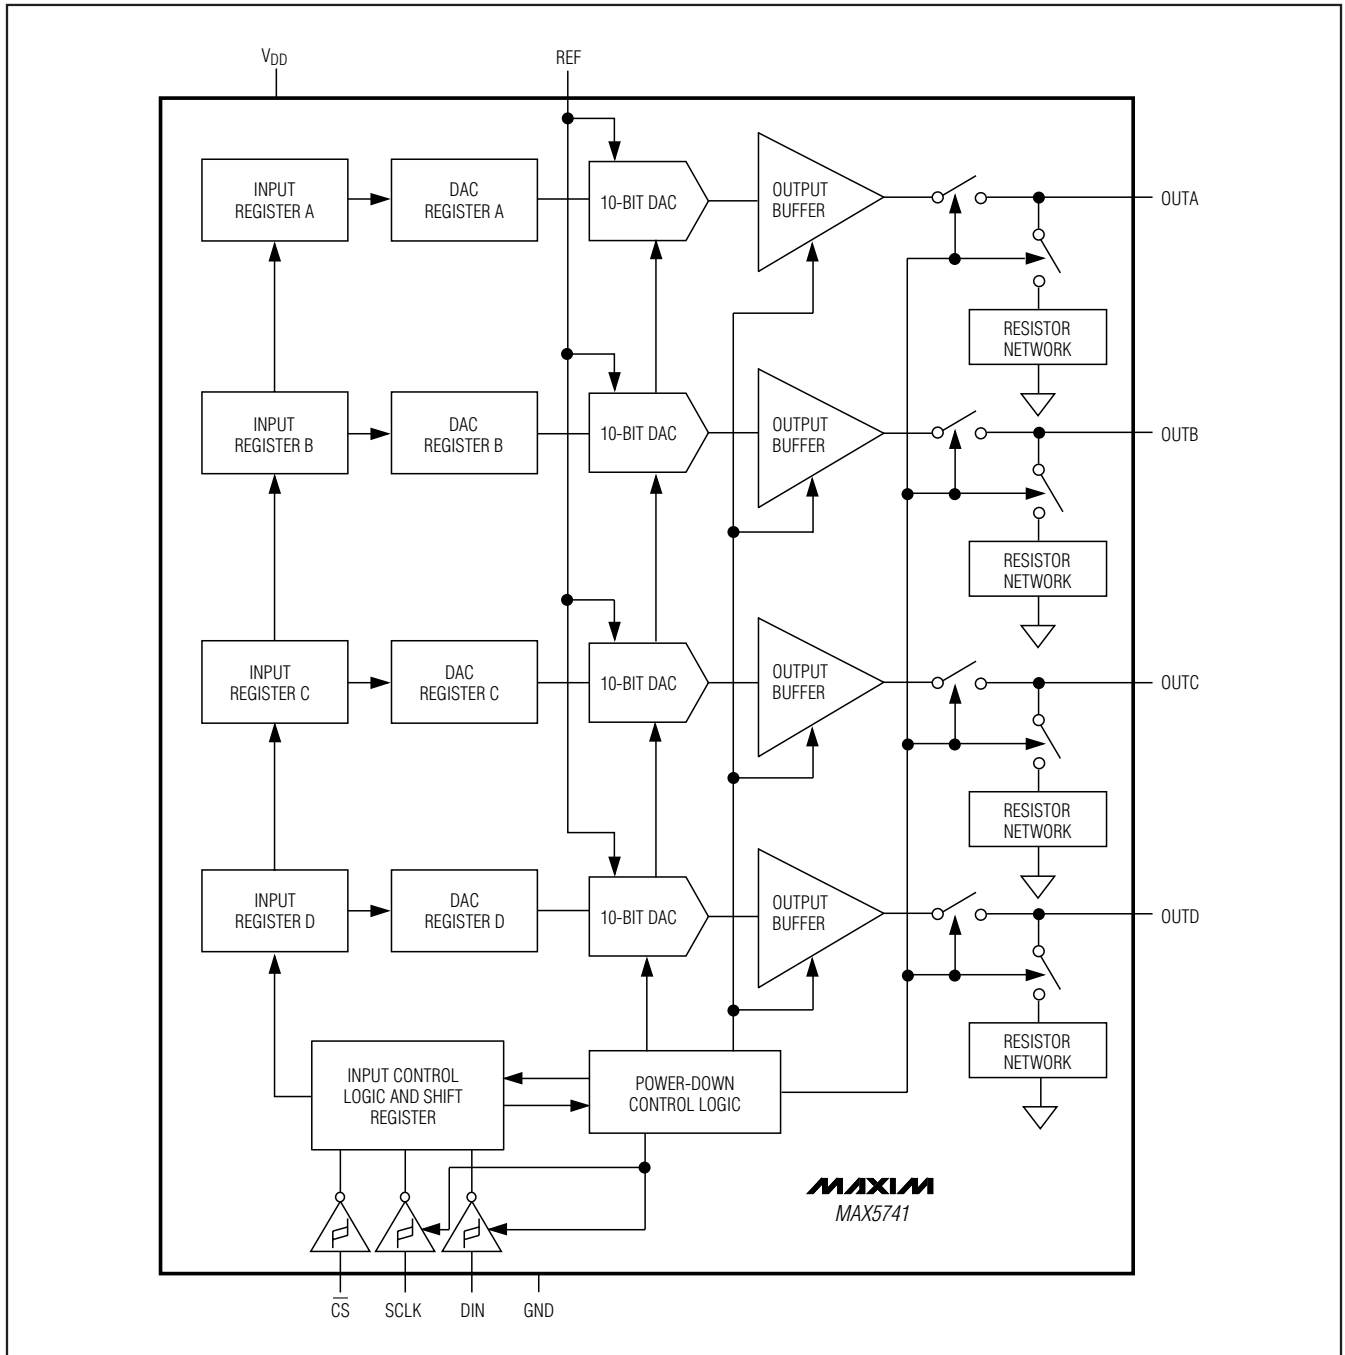 VDD
REF
INPUT
REGISTER A
DAC
REGISTER A
10-BIT DAC
OUTPUT
BUFFER
OUTA
RESISTOR
NETWORK
INPUT
REGISTER B
DAC
REGISTER B
10-BIT DAC
OUTPUT
BUFFER
OUTB
RESISTOR
NETWORK
INPUT
REGISTER C
DAC
REGISTER C
10-BIT DAC
OUTPUT
BUFFER
OUTC
RESISTOR
NETWORK
INPUT
REGISTER D
DAC
REGISTER D
10-BIT DAC
OUTPUT
BUFFER
OUTD
RESISTOR
NETWORK
INPUT CONTROL
LOGIC AND SHIFT
REGISTER
POWER-DOWN
CONTROL LOGIC
MAXIM
MAX5741
C̅S̅
SCLK
DIN
GND